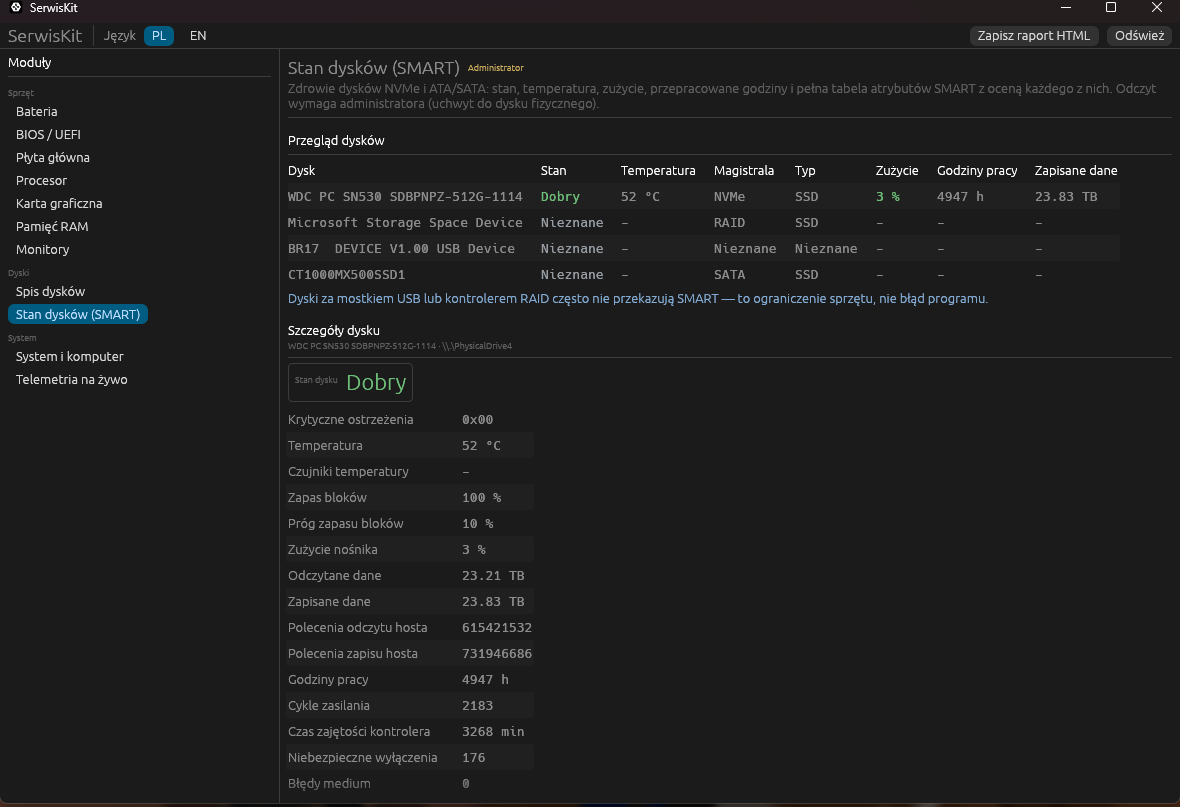 SerwisKit
SerwisKit Język PL EN Zapisz raport HTML Odśwież
Moduły
Sprzęt
Bateria
BIOS / UEFI
Płyta główna
Procesor
Karta graficzna
Pamięć RAM
Monitory
Dyski
Spis dysków
Stan dysków (SMART)
System
System i komputer
Telemetria na żywo
Stan dysków (SMART) Administrator
Zdrowie dysków NVMe i ATA/SATA: stan, temperatura, zużycie, przepracowane godziny i pełna tabela atrybutów SMART z oceną każdego z nich. Odczyt
wymaga administratora (uchwyt do dysku fizycznego).
Przegląd dysków
Dysk Stan Temperatura Magistrala Typ Zużycie Godziny pracy Zapisane dane
WDC PC SN530 SDBPNPZ-512G-1114 Dobry 52 °C NVMe SSD 3 % 4947 h 23.83 TB
Microsoft Storage Space Device Nieznane – RAID SSD – – –
BR17  DEVICE V1.00 USB Device Nieznane – Nieznane Nieznane – – –
CT1000MX500SSD1 Nieznane – SATA SSD – – –
Dyski za mostkiem USB lub kontrolerem RAID często nie przekazują SMART — to ograniczenie sprzętu, nie błąd programu.
Szczegóły dysku
WDC PC SN530 SDBPNPZ-512G-1114 · \\.\PhysicalDrive4
Stan dysku Dobry
Krytyczne ostrzeżenia 0x00
Temperatura 52 °C
Czujniki temperatury –
Zapas bloków 100 %
Próg zapasu bloków 10 %
Zużycie nośnika 3 %
Odczytane dane 23.21 TB
Zapisane dane 23.83 TB
Polecenia odczytu hosta 615421532
Polecenia zapisu hosta 731946686
Godziny pracy 4947 h
Cykle zasilania 2183
Czas zajętości kontrolera 3268 min
Niebezpieczne wyłączenia 176
Błędy medium 0